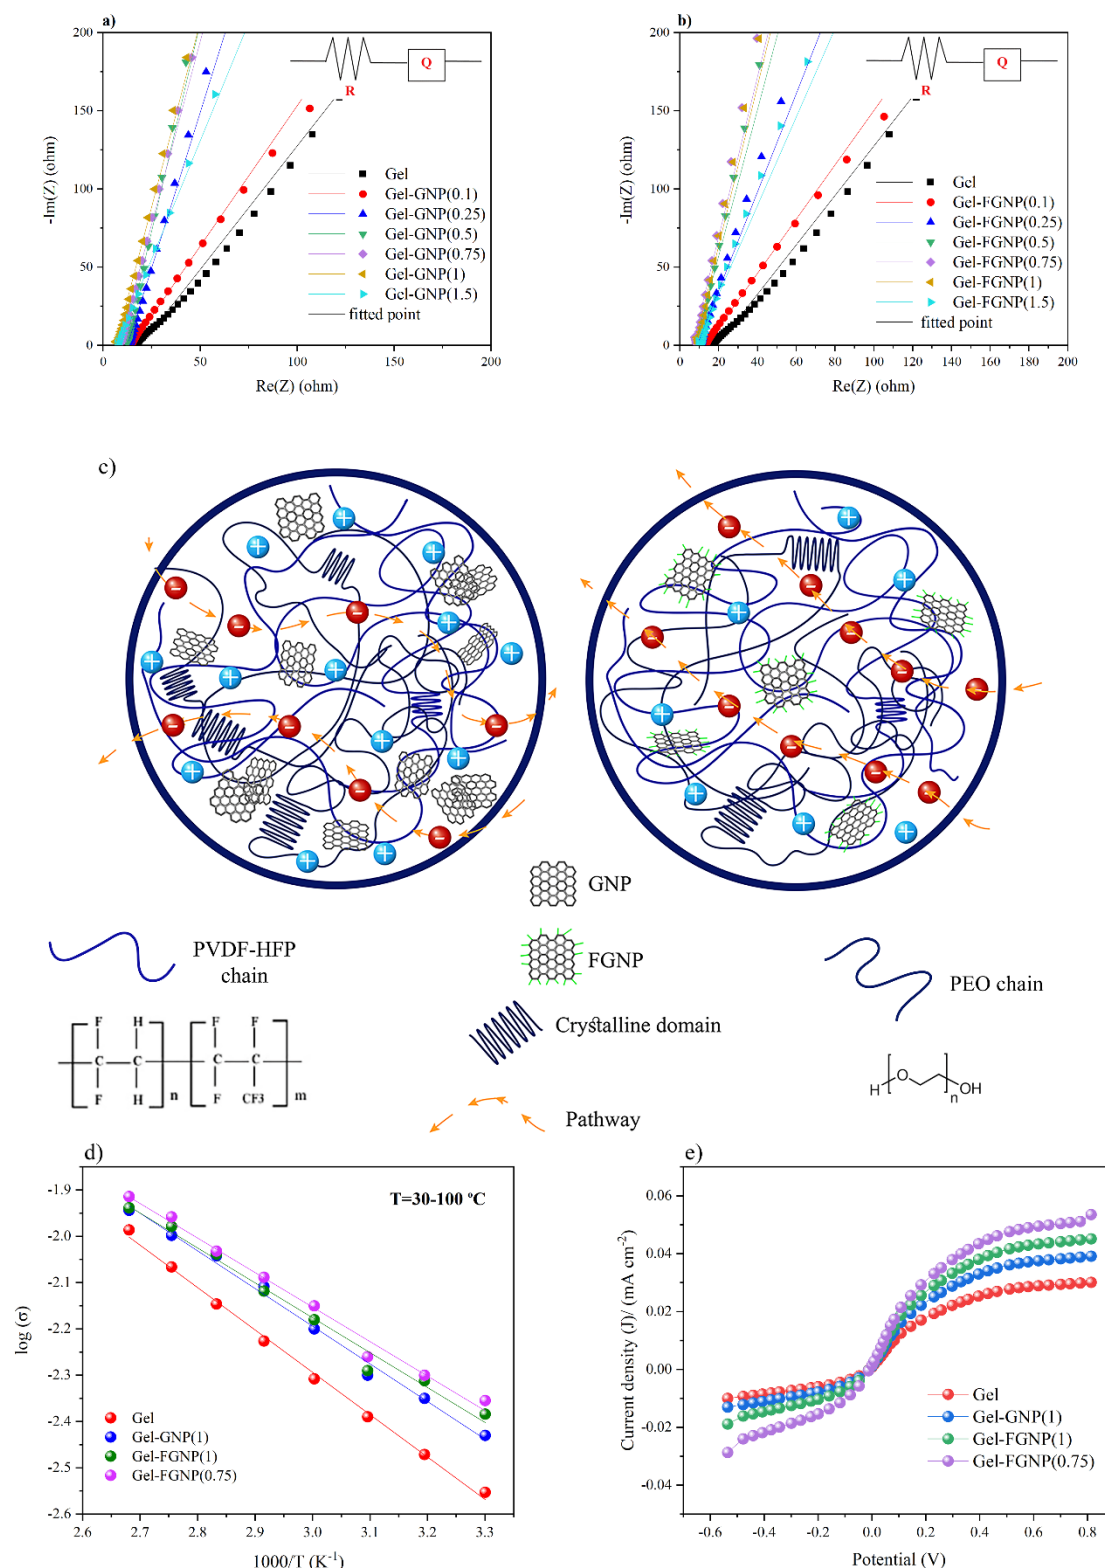 a)
200
150
100
50
0
0
50
100
150
200
-Im(Z) (ohm)
Re(Z) (ohm)
R
Q
Gel
Gel-GNP(0.1)
Gel-GNP(0.25)
Gel-GNP(0.5)
Gel-GNP(0.75)
Gel-GNP(1)
Gel-GNP(1.5)
fitted point
b)
200
150
100
50
0
0
20
40
60
80
100
120
140
160
180
200
-Im(Z) (ohm)
Re(Z) (ohm)
R
Q
Gel
Gel-FGNP(0.1)
Gel-FGNP(0.25)
Gel-FGNP(0.5)
Gel-FGNP(0.75)
Gel-FGNP(1)
Gel-FGNP(1.5)
fitted point
c)
GNP
PVDF-HFP
chain
FGNP
PEO chain
Crystalline domain
F H F F
C C C C
F H n F CF3 m
H O OH
n
Pathway
d)
-1.9
-2.0
-2.1
-2.2
-2.3
-2.4
-2.5
-2.6
2.6
2.7
2.8
2.9
3.0
3.1
3.2
3.3
log (σ)
1000/T (K⁻¹)
T=30-100 ºC
Gel
Gel-GNP(1)
Gel-FGNP(1)
Gel-FGNP(0.75)
e)
0.06
0.04
0.02
0.00
-0.02
-0.04
-0.6
-0.4
-0.2
0.0
0.2
0.4
0.6
0.8
Current density (J)/ (mA cm⁻²)
Potential (V)
Gel
Gel-GNP(1)
Gel-FGNP(1)
Gel-FGNP(0.75)